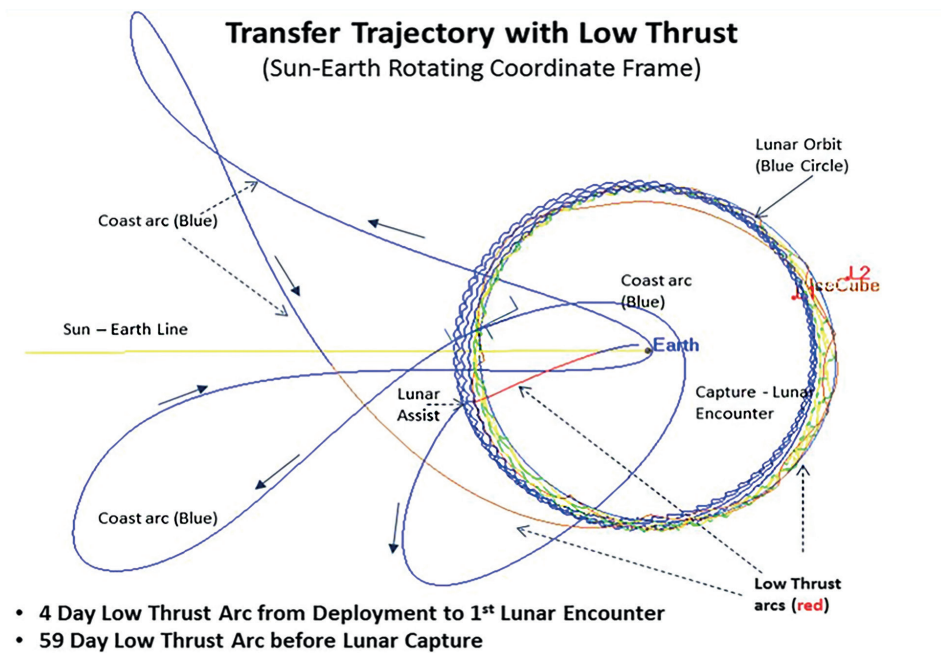 Transfer Trajectory with Low Thrust
(Sun-Earth Rotating Coordinate Frame)
Lunar Orbit
(Blue Circle)
Coast arc (Blue)
Coast arc
(Blue)
L2
IceCube
Sun – Earth Line
Earth
Lunar
Assist
Capture - Lunar
Encounter
Coast arc (Blue)
Low Thrust
arcs (red)
• 4 Day Low Thrust Arc from Deployment to 1st Lunar Encounter
• 59 Day Low Thrust Arc before Lunar Capture